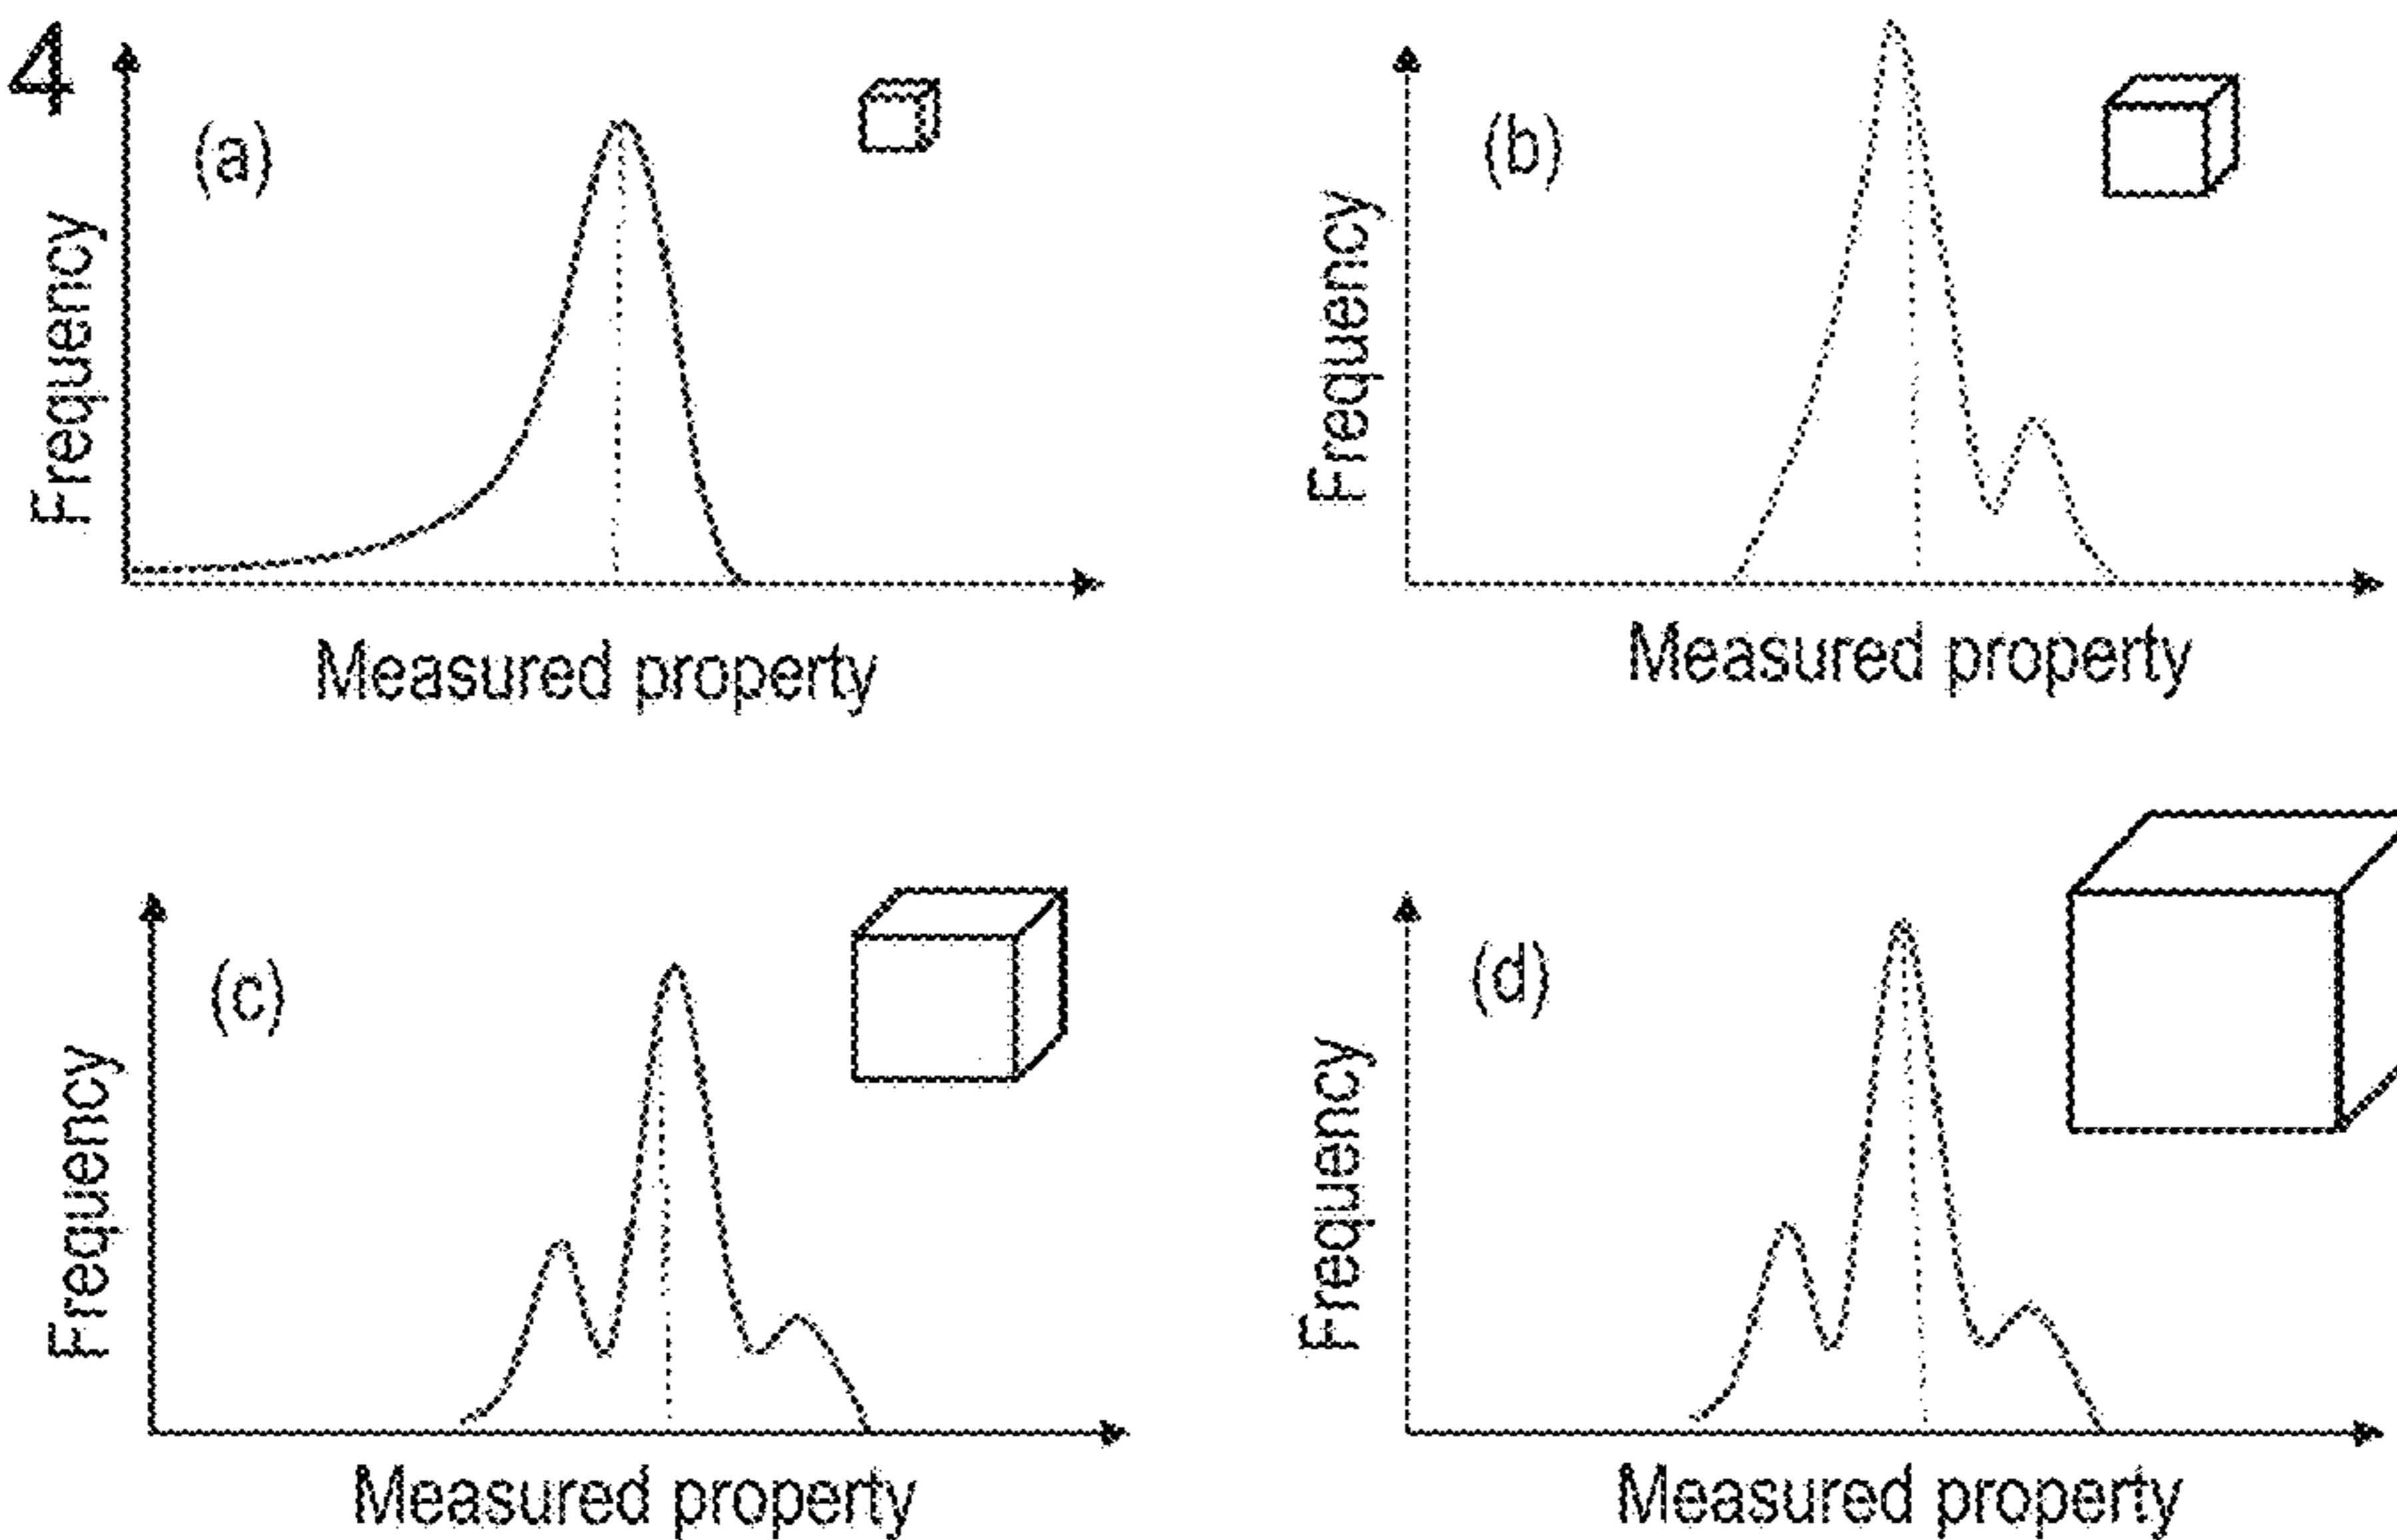 4
(a)
Frequency
Measured property
(b)
Frequency
Measured property
(c)
Frequency
Measured property
(d)
Frequency
Measured property